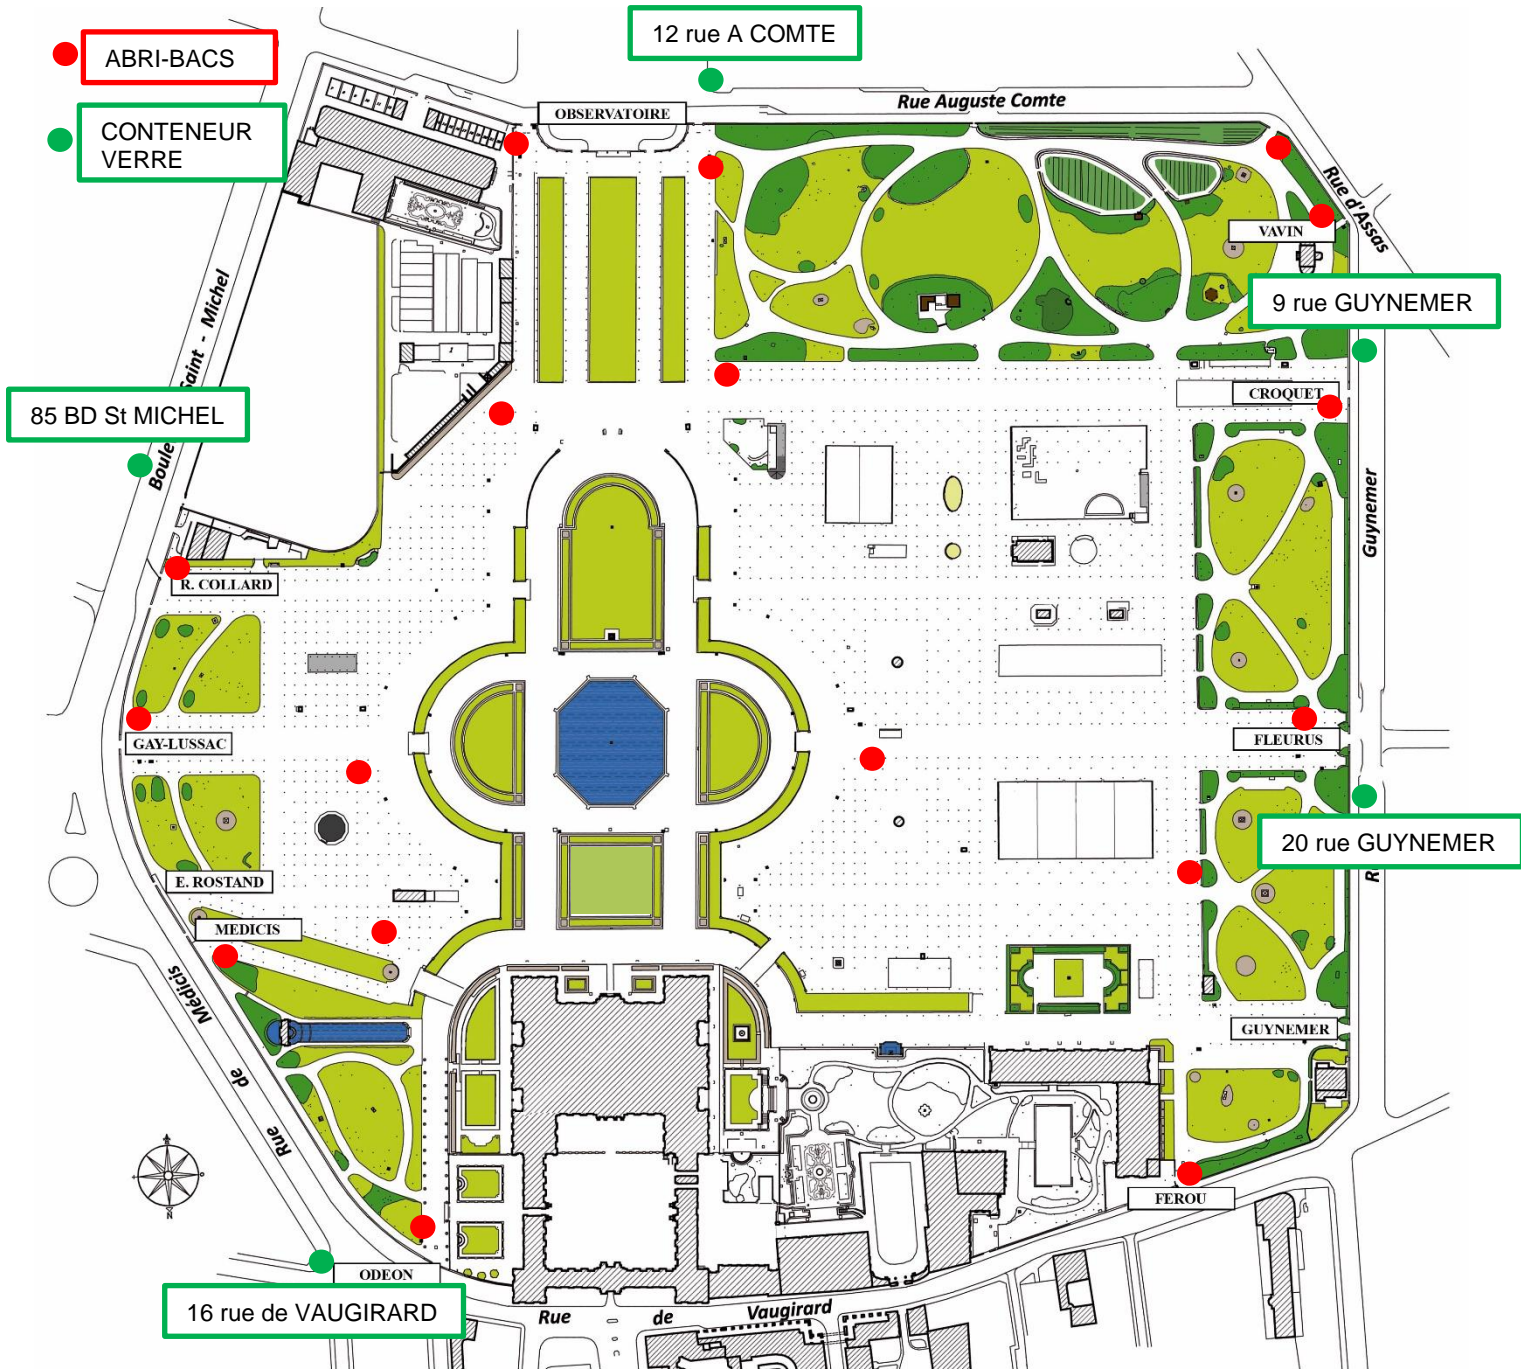 12 rue A COMTE
ABRI-BACS
CONTENEUR
VERRE
OBSERVATOIRE
Rue Auguste Comte
Rue d'Assas
VAVIN
9 rue GUYNEMER
CROQUET
Boule Saint - Michel
85 BD St MICHEL
Guynemer
R. COLLARD
GAY-LUSSAC
FLEURUS
20 rue GUYNEMER
E. ROSTAND
MEDICIS
Rue de Médicis
GUYNEMER
FEROU
ODEON
16 rue de VAUGIRARD
Rue de Vaugirard